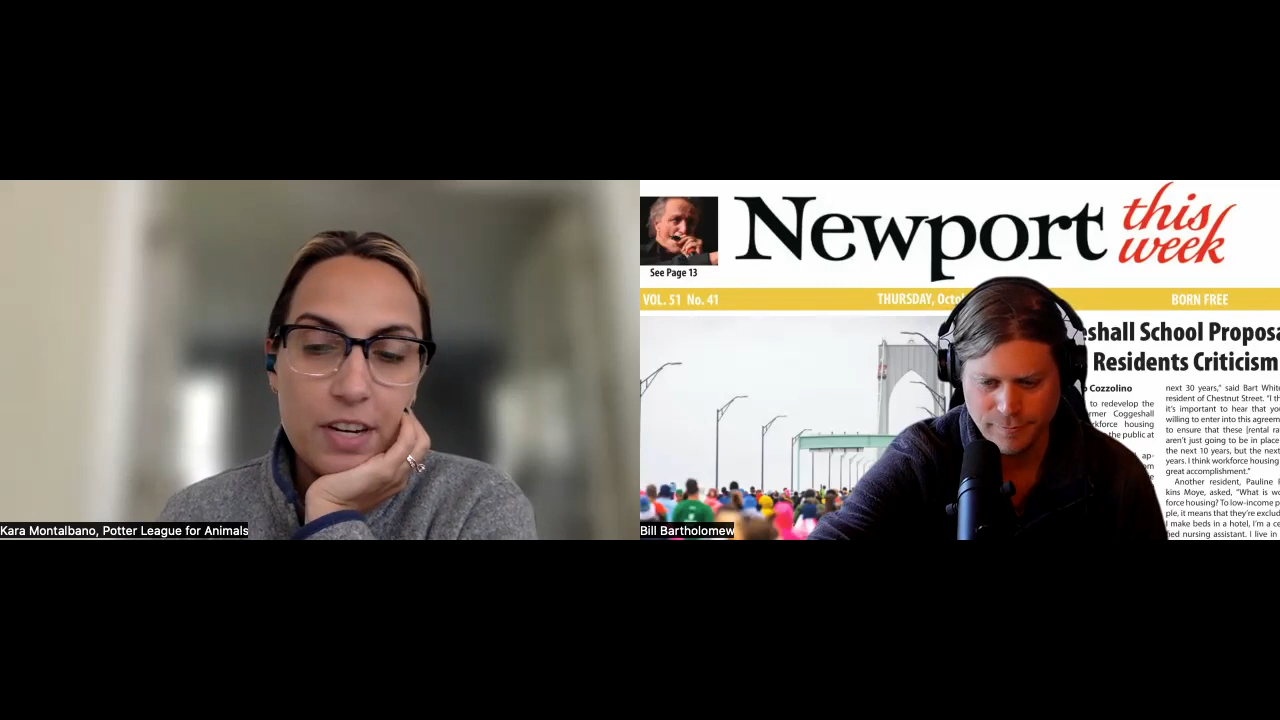 Newport this week
See Page 13
VOL. 51 No. 41
THURSDAY, Octo
BORN FREE
eshall School Proposa
Residents Criticism
Cozzolino
to redevelop the
rmer Coggeshall
rkforce housing
the public at
ap-
next 30 years," said Bart White
resident of Chestnut Street. "I th
it's important to hear that you
willing to enter into this agreem
to ensure that these [rental ra
aren't just going to be in place
the next 10 years, but the next
years. I think workforce housing
great accomplishment."
Another resident, Pauline P
kins Moye, asked, "What is wo
force housing? To low-income p
ple, it means that they're exclud
I make beds in a hotel, I'm a ce
ied nursing assistant. I live in
Kara Montalbano, Potter League for Animals
Bill Bartholomew